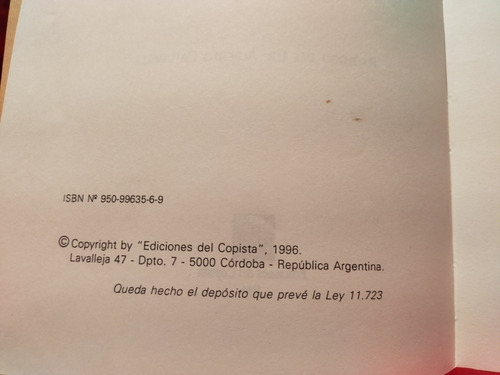 ISBN Nº 950-99635-6-9
© Copyright by "Ediciones del Copista", 1996.
Lavalleja 47 - Dpto. 7 - 5000 Córdoba - República Argentina.
Queda hecho el depósito que prevé la Ley 11.723